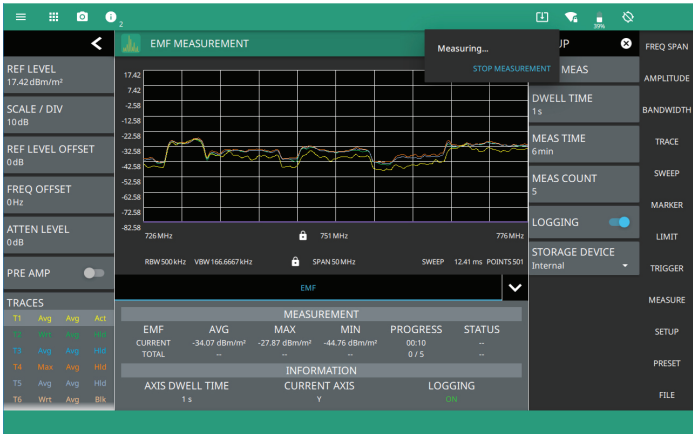 2
39%
EMF MEASUREMENT
Measuring...
STOP MEASUREMENT
UP
MEAS
REF LEVEL
17.42 dBm/m²
SCALE / DIV
10 dB
REF LEVEL OFFSET
0 dB
FREQ OFFSET
0 Hz
ATTEN LEVEL
0 dB
PRE AMP
TRACES
T1 Avg Avg Act
T2 Wrt Avg Hld
T3 Avg Avg Hld
T4 Max Avg Hld
T5 Avg Avg Hld
T6 Wrt Avg Blk
17.42
7.42
-2.58
-12.58
-22.58
-32.58
-42.58
-52.58
-62.58
-72.58
-82.58
726 MHz 751 MHz 776 MHz
RBW 500 kHz VBW 166.6667 kHz SPAN 50 MHz SWEEP 12.41 ms POINTS 501
EMF
MEASUREMENT
EMF AVG MAX MIN PROGRESS STATUS
CURRENT -34.07 dBm/m² -27.87 dBm/m² -44.76 dBm/m² 00:10 --
TOTAL -- -- -- 0 / 5 --
INFORMATION
AXIS DWELL TIME CURRENT AXIS LOGGING
1 s Y ON
DWELL TIME
1 s
MEAS TIME
6 min
MEAS COUNT
5
LOGGING
STORAGE DEVICE
Internal
FREQ SPAN
AMPLITUDE
BANDWIDTH
TRACE
SWEEP
MARKER
LIMIT
TRIGGER
MEASURE
SETUP
PRESET
FILE